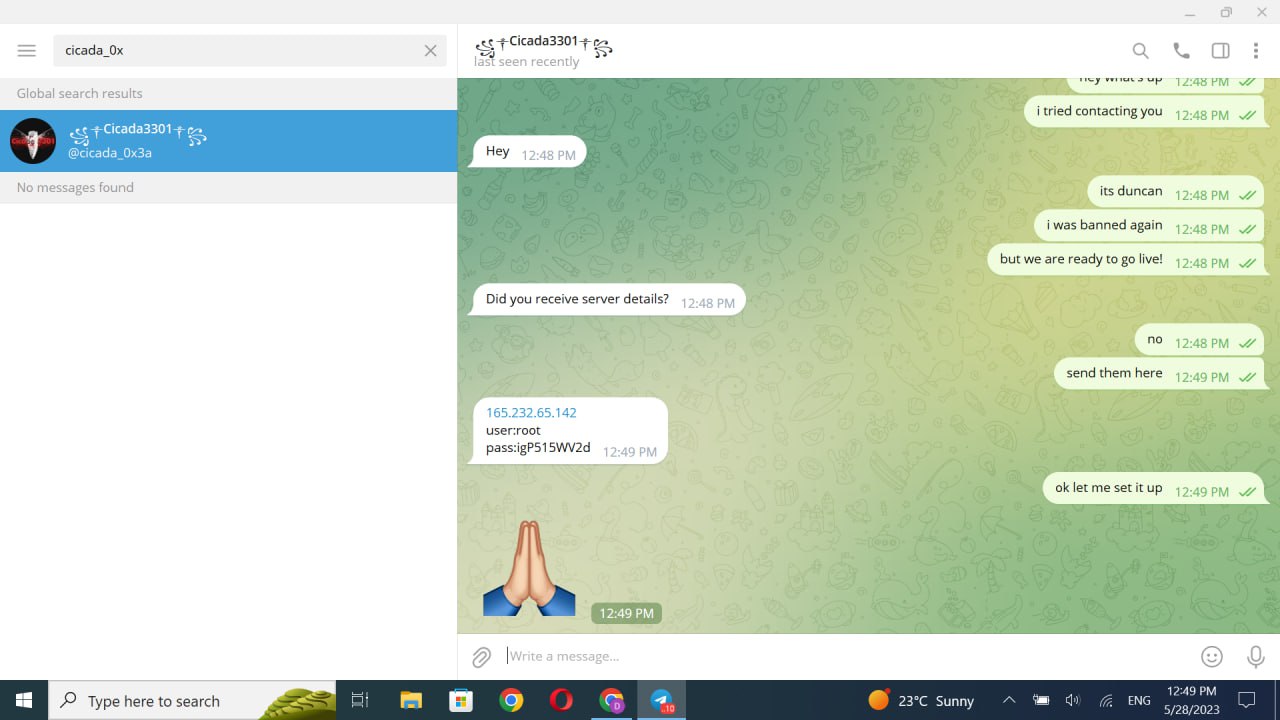 cicada_0x
Global search results
꧁༒Cicada3301༒꧂
@cicada_0x3a
No messages found
꧁༒Cicada3301༒꧂
last seen recently
hey what's up 12:48 PM
i tried contacting you 12:48 PM
Hey 12:48 PM
its duncan 12:48 PM
i was banned again 12:48 PM
but we are ready to go live! 12:48 PM
Did you receive server details? 12:48 PM
no 12:48 PM
send them here 12:49 PM
165.232.65.142
user:root
pass:igP515WV2d 12:49 PM
ok let me set it up 12:49 PM
12:49 PM
Write a message...
Type here to search
D
..10
23°C Sunny
ENG
12:49 PM
5/28/2023